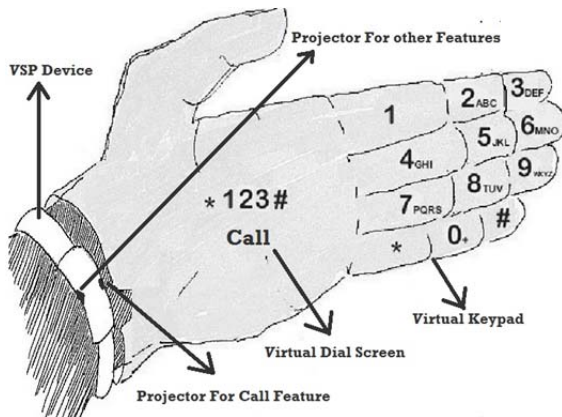 Projector For other Features
VSP Device
1
2ABC
3DEF
4GHI
5JKL
6MNO
7PQRS
8TUV
9WXYZ
*
0+
#
*123#
Call
Virtual Keypad
Virtual Dial Screen
Projector For Call Feature